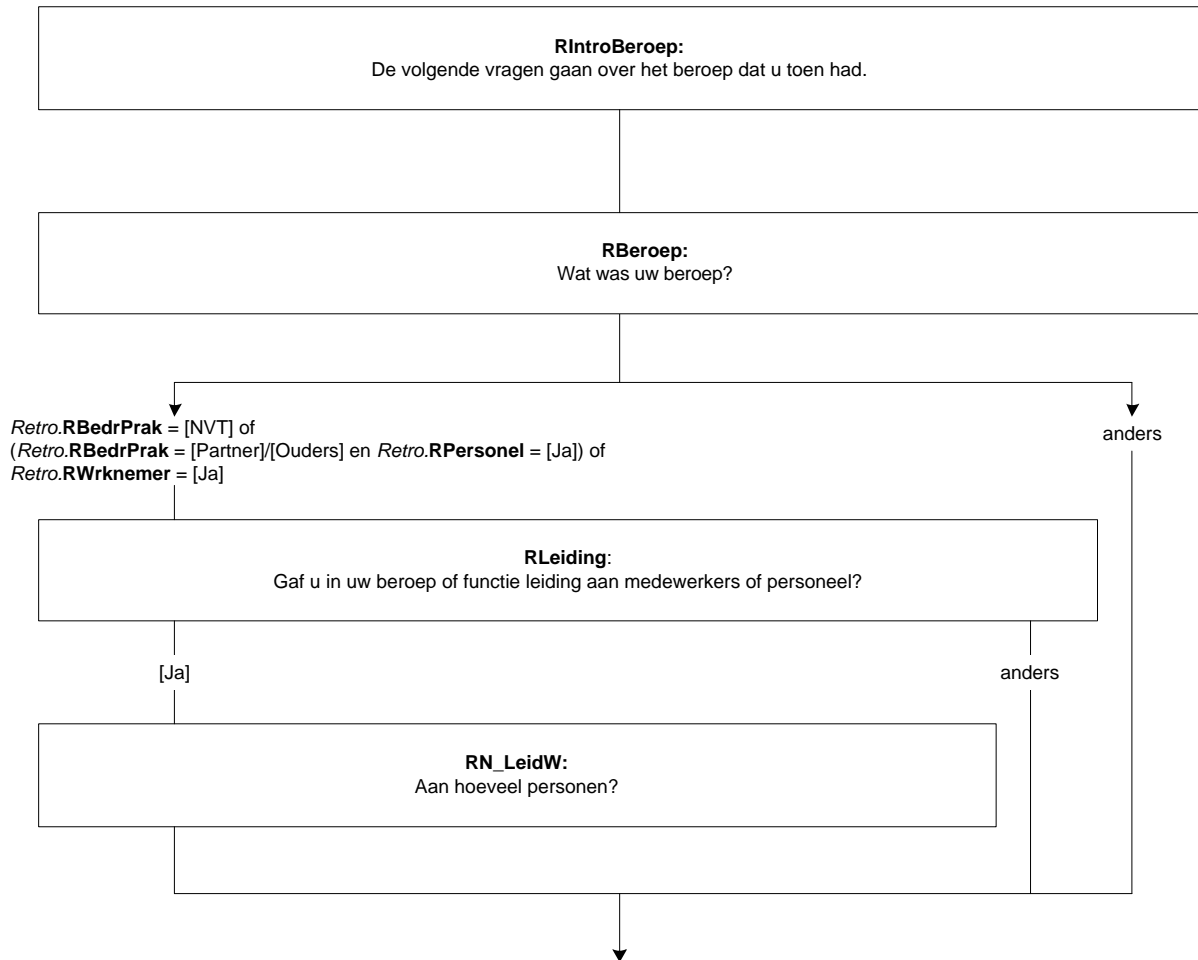 RIntroBeroep:
De volgende vragen gaan over het beroep dat u toen had.
RBeroep:
Wat was uw beroep?
Retro.RBedrPrak = [NVT] of
(Retro.RBedrPrak = [Partner]/[Ouders] en Retro.RPersonel = [Ja]) of
Retro.RWrknemer = [Ja]
anders
RLeiding:
Gaf u in uw beroep of functie leiding aan medewerkers of personeel?
[Ja]
anders
RN_LeidW:
Aan hoeveel personen?